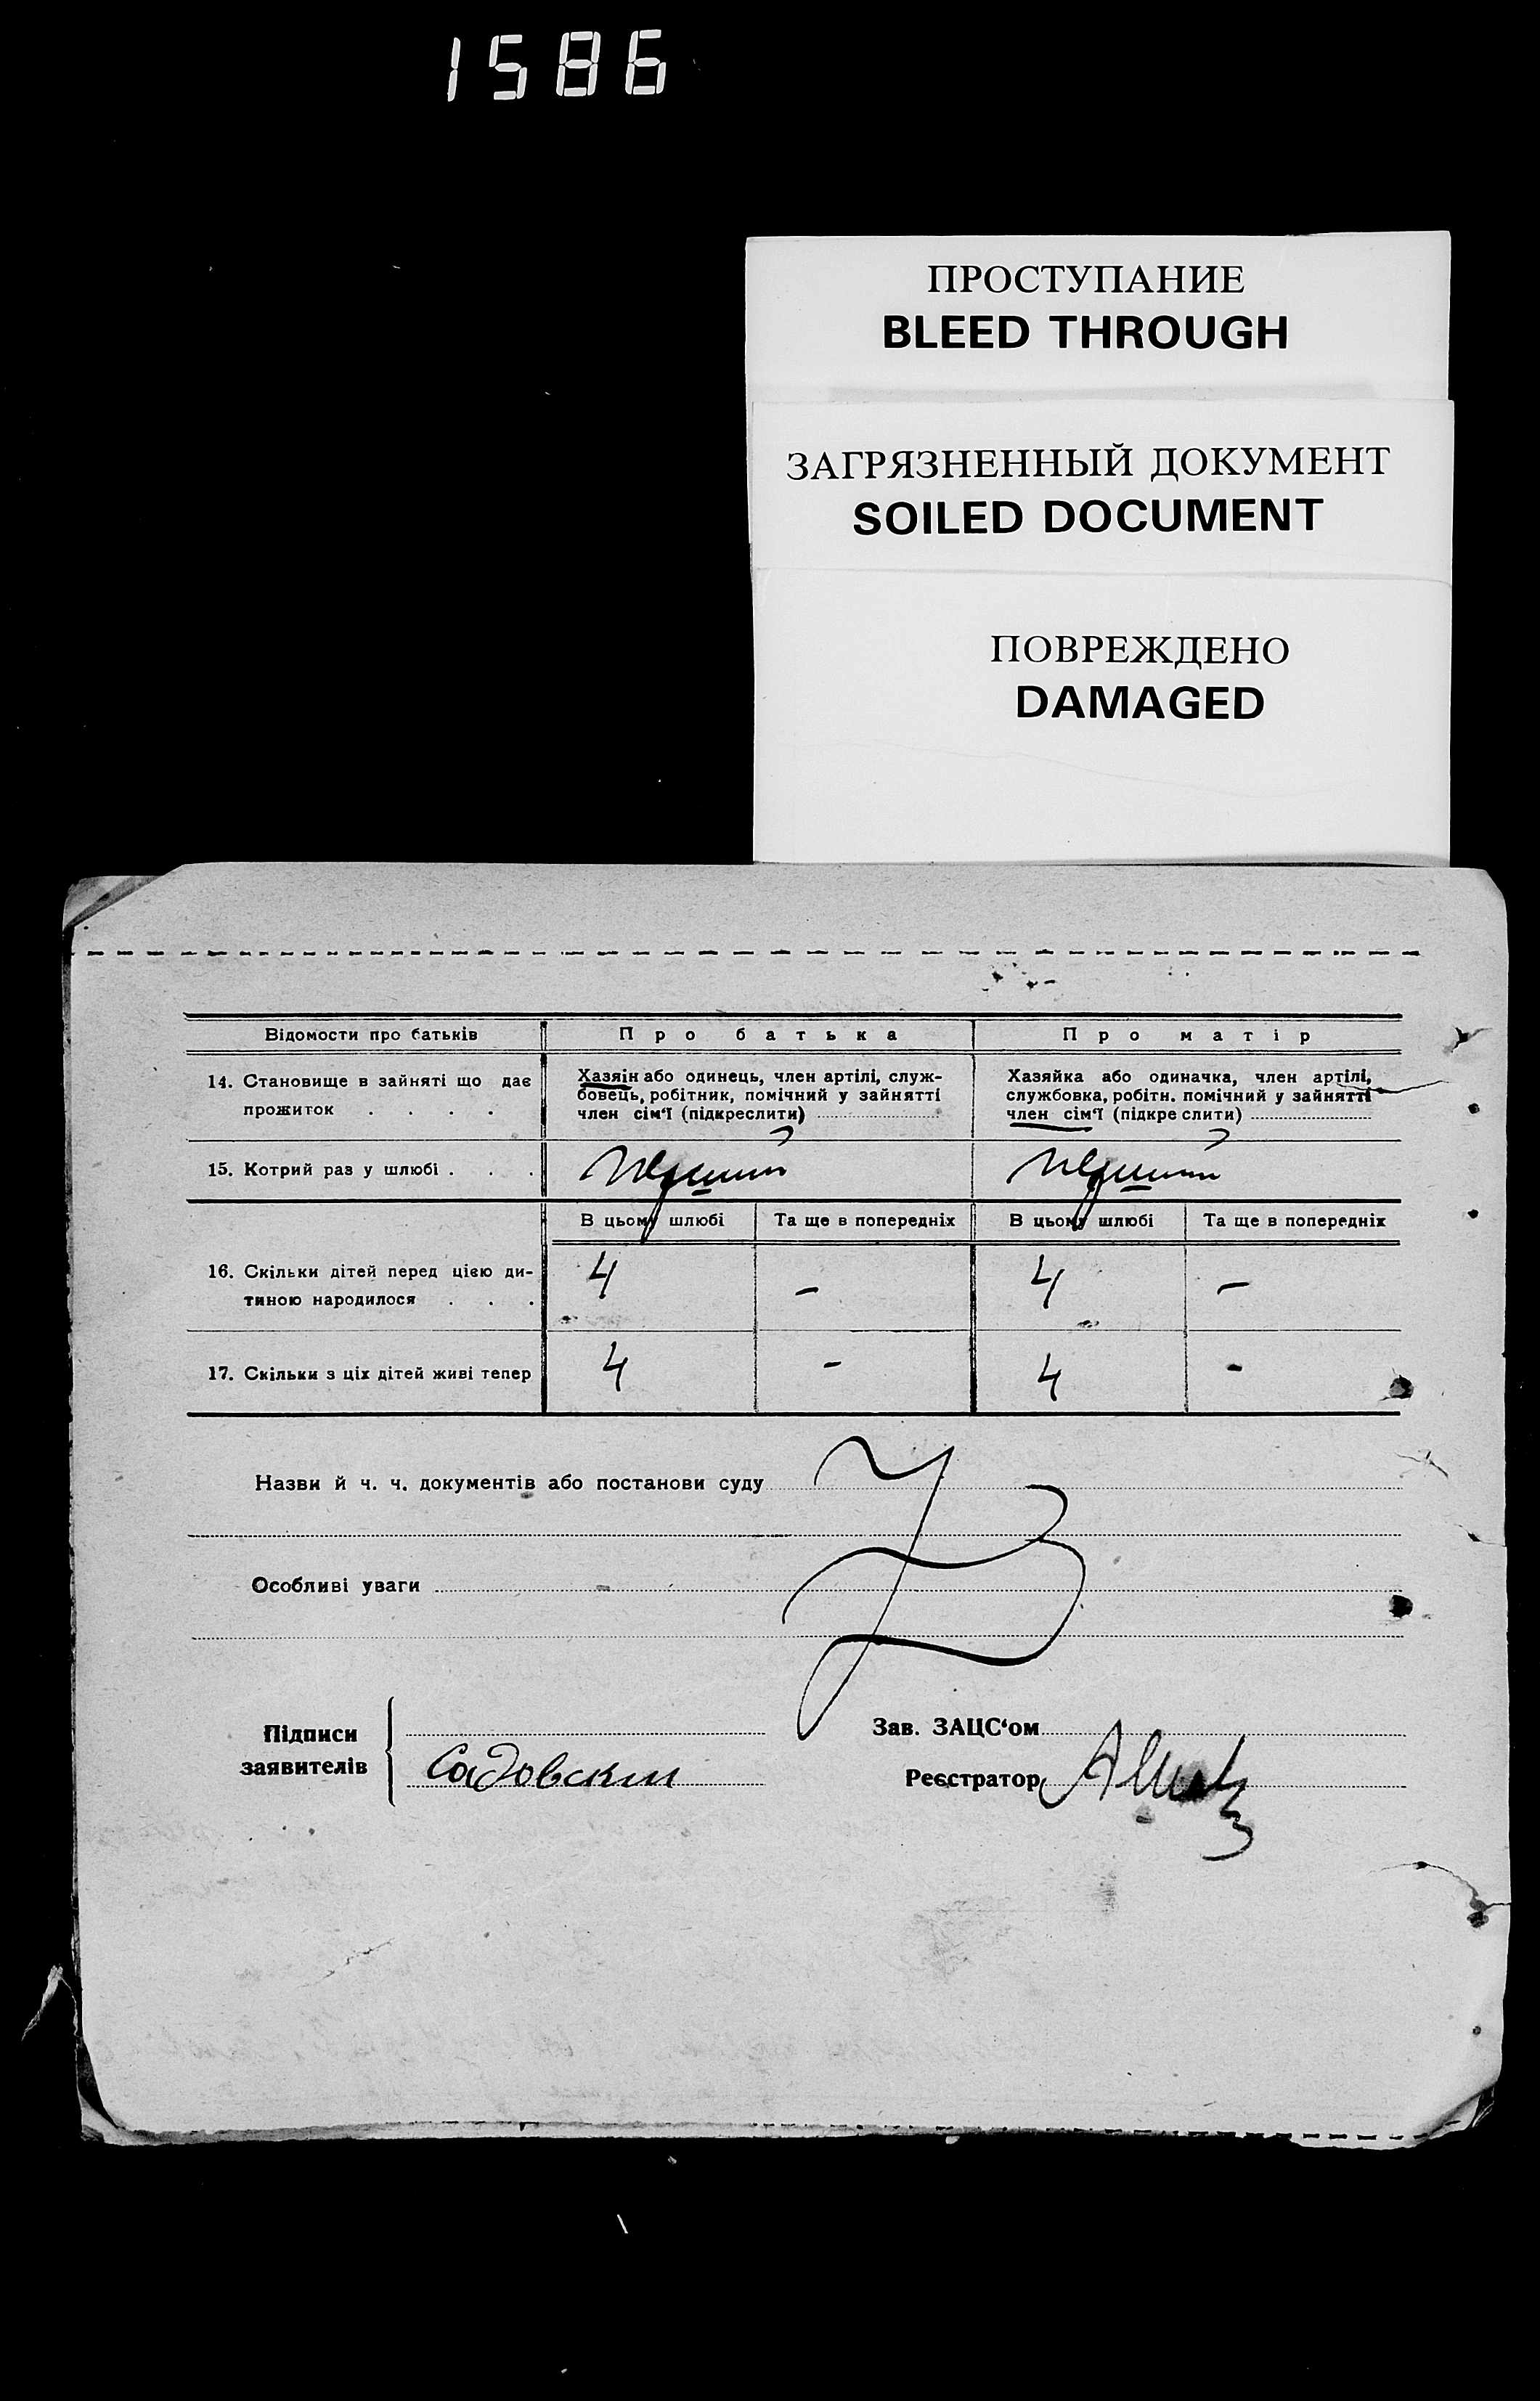 1586
ПРОСТУПАНИЕ
BLEED THROUGH
ЗАГРЯЗНЕННЫЙ ДОКУМЕНТ
SOILED DOCUMENT
ПОВРЕЖДЕНО
DAMAGED
Відомости про батьків Про батька Про матір
14. Становище в зайняті що дає прожиток . . . .
Хазяін або одинець, член артілі, служ-
бовець, робітник, помічний у зайнятті
член сім'ї (підкреслити)
Хазяйка або одиначка, член артілі,
службовка, робітн. помічний у зайнятті
член сім'ї (підкреслити)
15. Котрий раз у шлюбі . . . перший перший
В цьому шлюбі Та ще в попередніх В цьому шлюбі Та ще в попередніх
16. Скільки дітей перед цією ди-
тиною народилося . . . 4 – 4 –
17. Скільки з ціх дітей живі тепер 4 - 4 -
Назви й ч. ч. документів або постанови суду
Особливі уваги
Підписи
заявителів
Садовский
Зав. ЗАЦС'ом
Реєстратор